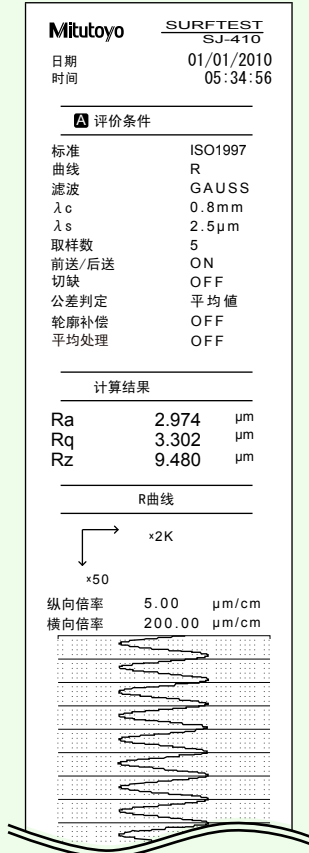 Mitutoyo SURFTEST
SJ-410
日期 01/01/2010
时间 05:34:56
A 评价条件
标准 ISO1997
曲线 R
滤波 GAUSS
λc 0.8mm
λs 2.5μm
取样数 5
前送/后送 ON
切缺 OFF
公差判定 平均値
轮廓补偿 OFF
平均处理 OFF
计算结果
Ra 2.974 μm
Rq 3.302 μm
Rz 9.480 μm
R曲线
×2K
×50
纵向倍率 5.00 μm/cm
横向倍率 200.00 μm/cm